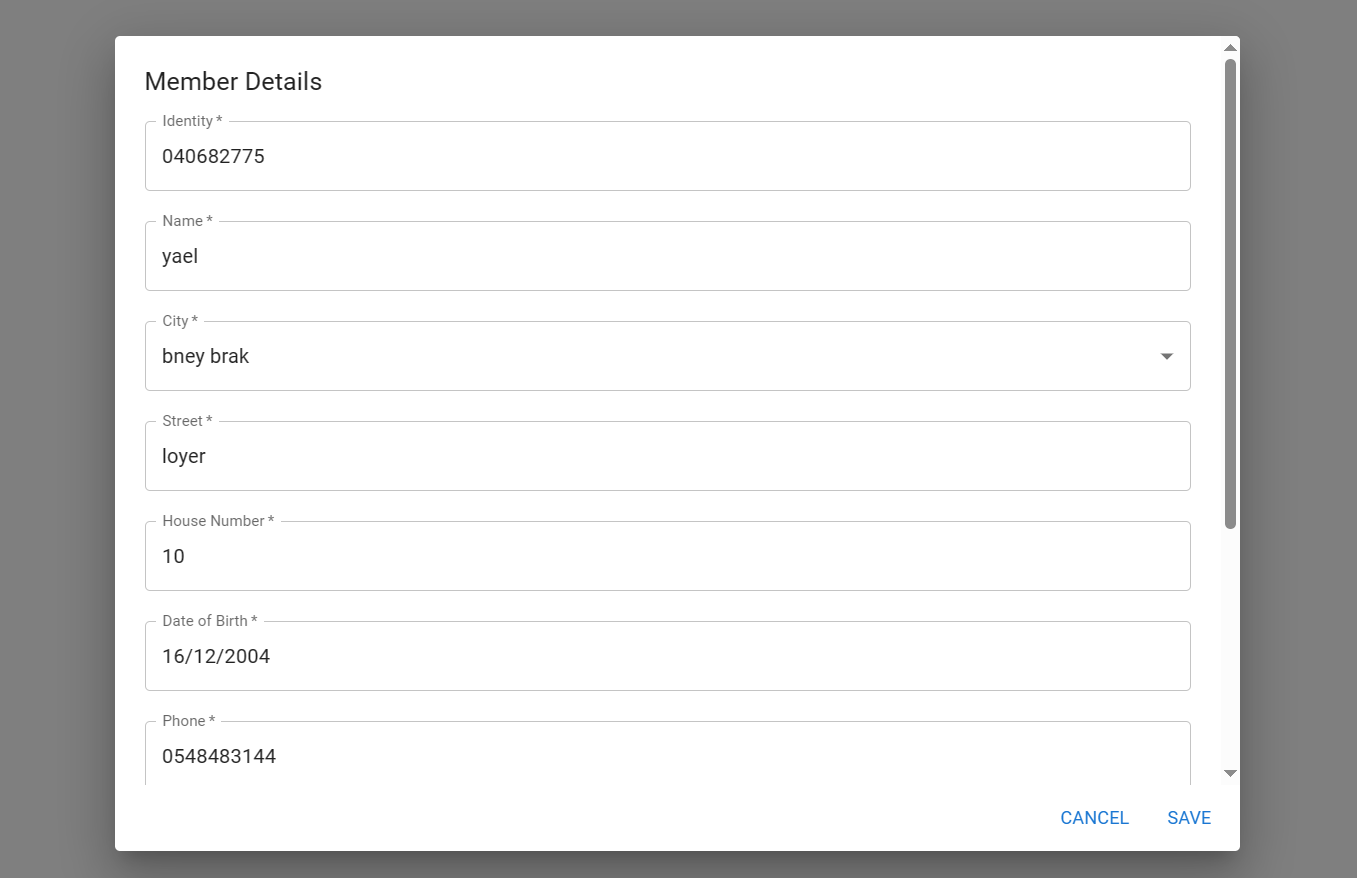 Member Details
Identity *
040682775
Name *
yael
City *
bney brak
Street *
loyer
House Number *
10
Date of Birth *
16/12/2004
Phone *
0548483144
CANCEL
SAVE